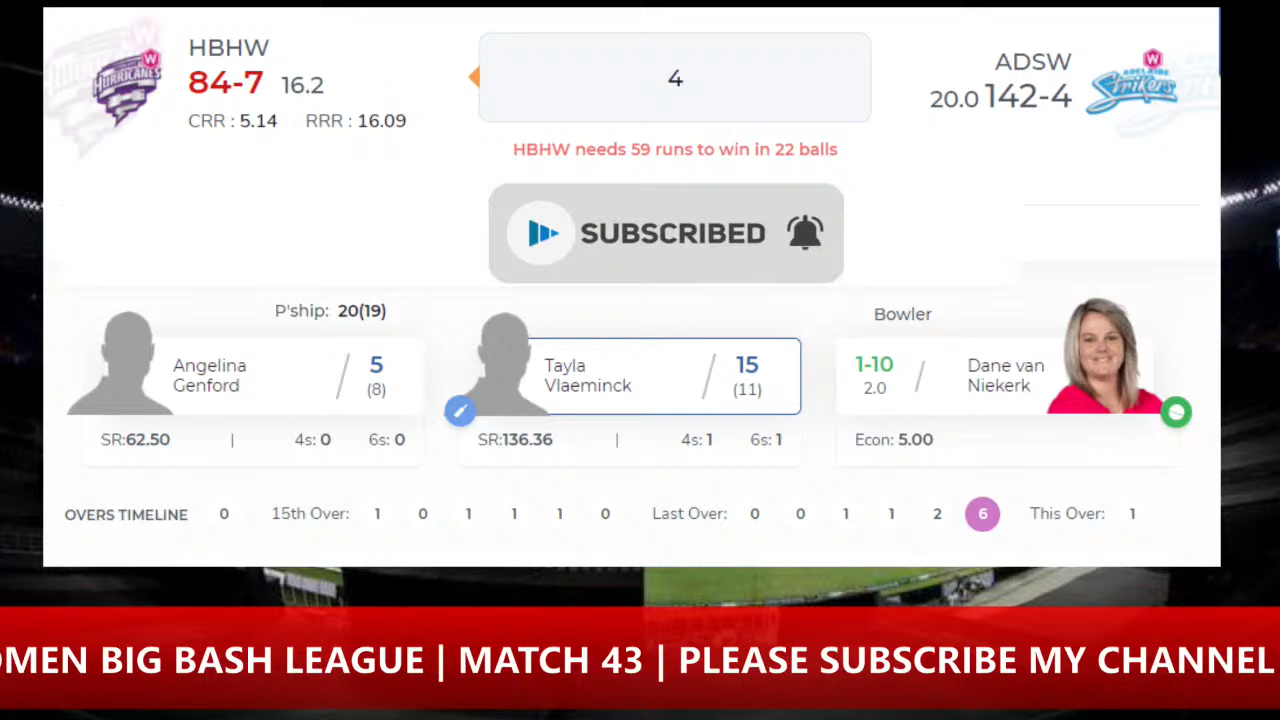 HBHW
84-7 16.2
CRR : 5.14 RRR : 16.09
4
HBHW needs 59 runs to win in 22 balls
ADSW
20.0 142-4
HURRICANES
W
W
ADELAIDE
Strikers
SUBSCRIBED
P'ship: 20(19)
Angelina
Genford
5
(8)
SR:62.50 | 4s: 0 6s: 0
Tayla
Vlaeminck
15
(11)
SR:136.36 | 4s: 1 6s: 1
Bowler
1-10
2.0
Dane van
Niekerk
Econ: 5.00
OVERS TIMELINE 0 15th Over: 1 0 1 1 1 0 Last Over: 0 0 1 1 2 6 This Over: 1
OMEN BIG BASH LEAGUE | MATCH 43 | PLEASE SUBSCRIBE MY CHANNEL